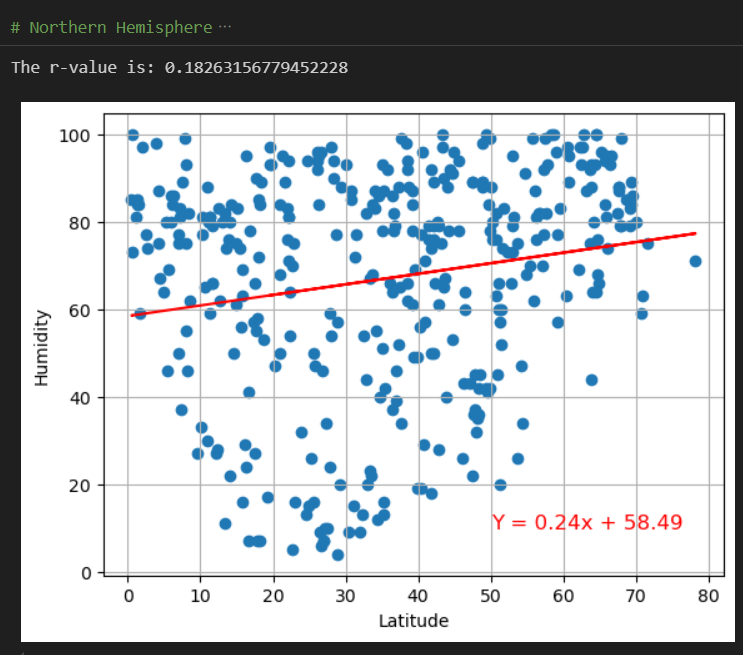 # Northern Hemisphere ...
The r-value is: 0.18263156779452228
100
80
60
40
20
0
Humidity
Y = 0.24x + 58.49
0 10 20 30 40 50 60 70 80
Latitude